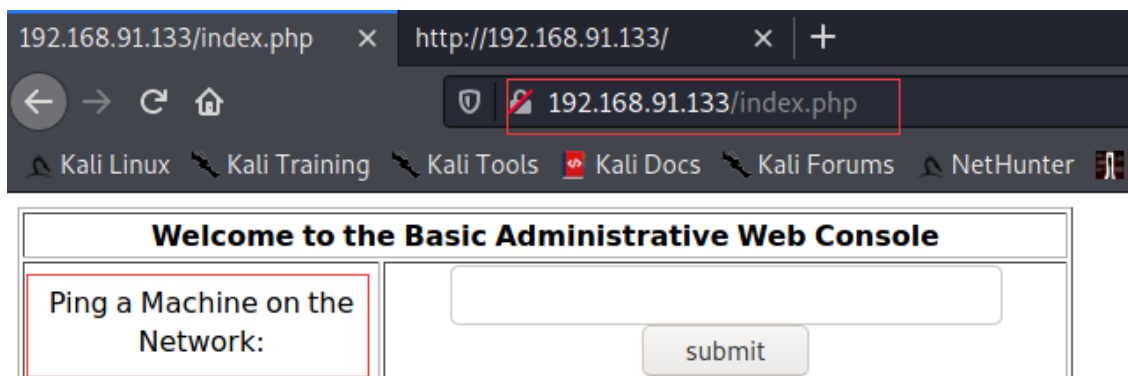 192.168.91.133/index.php × http://192.168.91.133/ × +
192.168.91.133/index.php
Kali Linux Kali Training Kali Tools Kali Docs Kali Forums NetHunter
Welcome to the Basic Administrative Web Console
Ping a Machine on the
Network:
submit